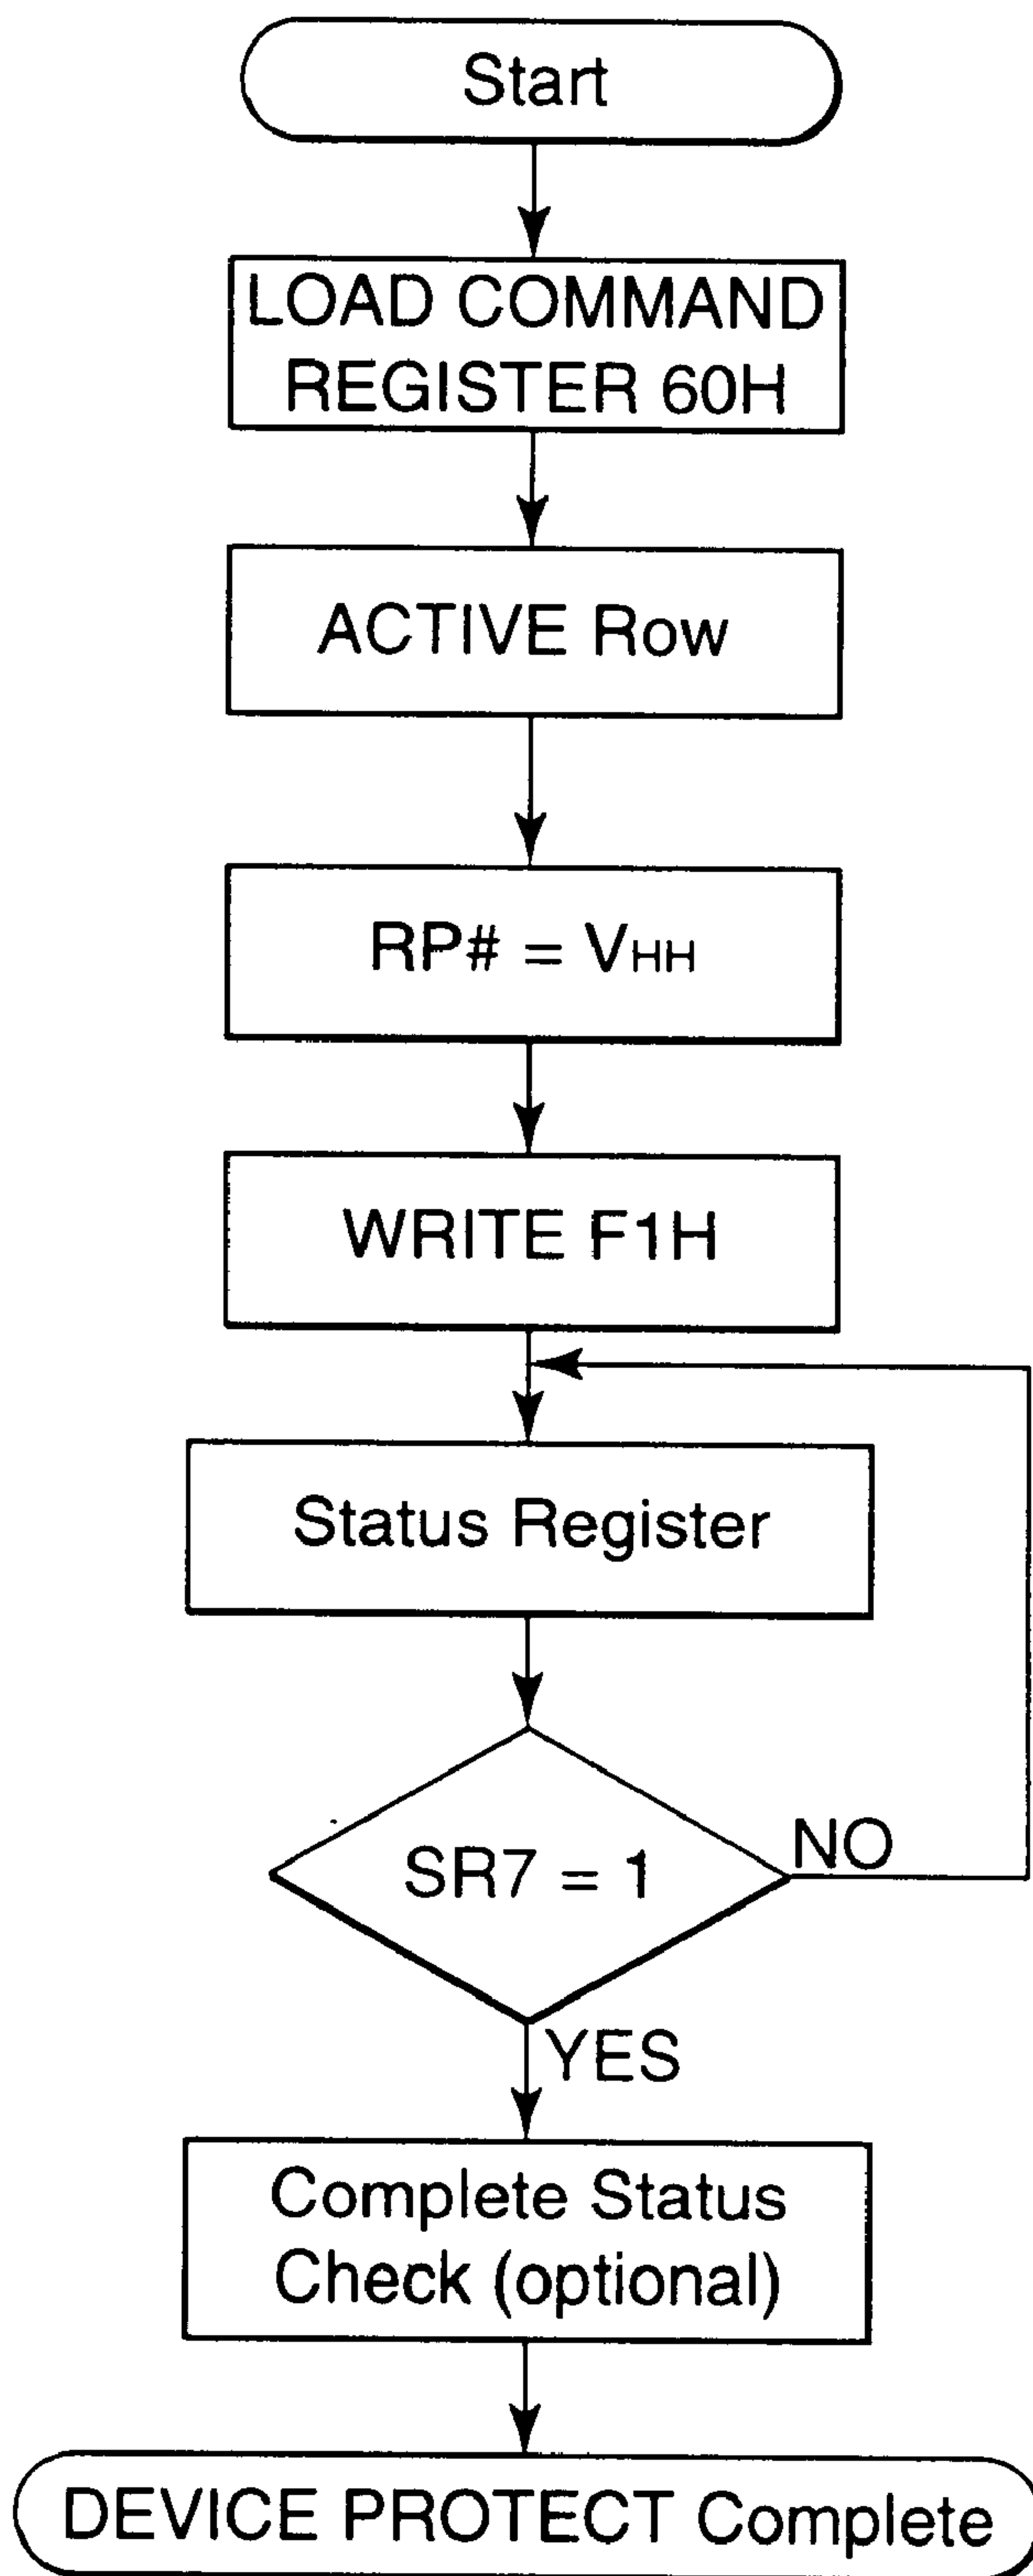 Start
LOAD COMMAND
REGISTER 60H
ACTIVE Row
RP# = VHH
WRITE F1H
Status Register
SR7 = 1
NO
YES
Complete Status
Check (optional)
DEVICE PROTECT Complete